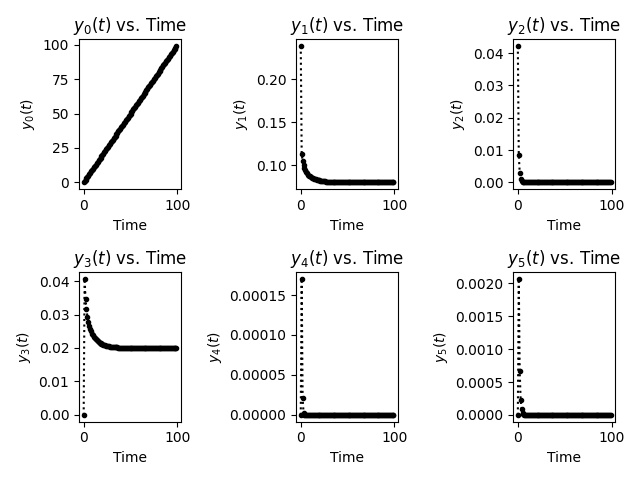 y₀(t) vs. Time
y₀(t)
100
75
50
25
0
0 100
Time
y₁(t) vs. Time
y₁(t)
0.20
0.15
0.10
0 100
Time
y₂(t) vs. Time
y₂(t)
0.04
0.03
0.02
0.01
0.00
0 100
Time
y₃(t) vs. Time
y₃(t)
0.04
0.03
0.02
0.01
0.00
0 100
Time
y₄(t) vs. Time
y₄(t)
0.00015
0.00010
0.00005
0.00000
0 100
Time
y₅(t) vs. Time
y₅(t)
0.0020
0.0015
0.0010
0.0005
0.0000
0 100
Time